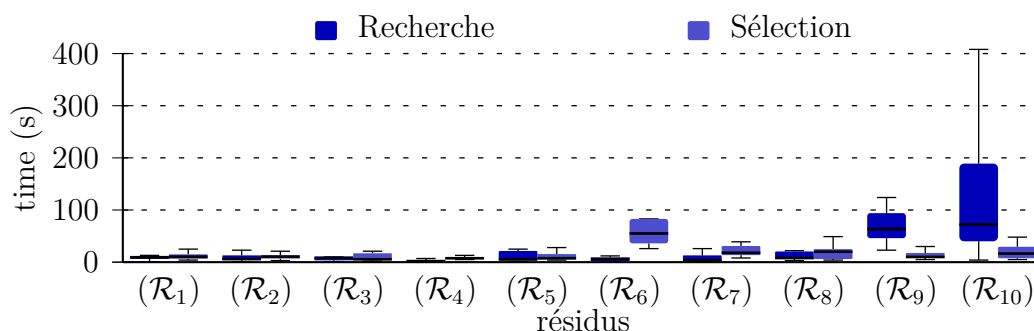 Recherche Sélection
400
300
200
100
0
time (s)
(ℛ₁) (ℛ₂) (ℛ₃) (ℛ₄) (ℛ₅) (ℛ₆) (ℛ₇) (ℛ₈) (ℛ₉) (ℛ₁₀)
résidus